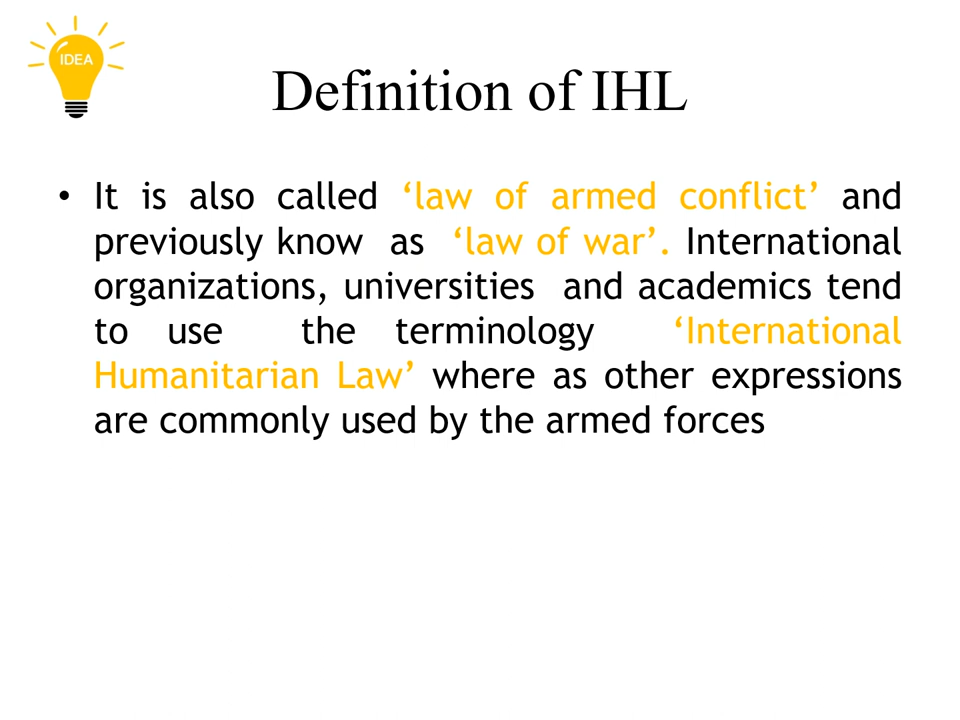 IDEA
Definition of IHL
• It is also called ‘law of armed conflict’ and
previously know as ‘law of war’. International
organizations, universities and academics tend
to use the terminology ‘International
Humanitarian Law’ where as other expressions
are commonly used by the armed forces